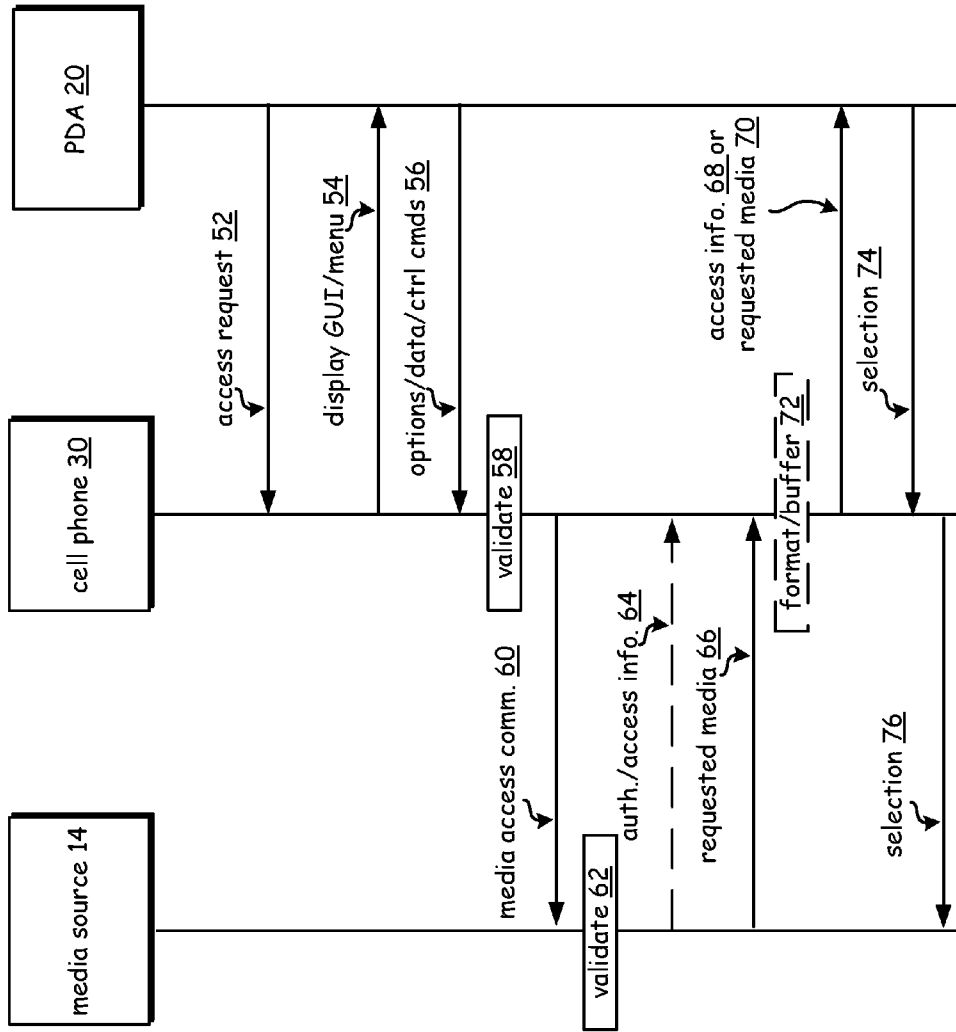 media source 14
cell phone 30
PDA 20
access request 52
display GUI/menu 54
options/data/ctrl cmds 56
validate 58
media access comm. 60
validate 62
auth./access info. 64
requested media 66
format/buffer 72
access info. 68 or
requested media 70
selection 74
selection 76